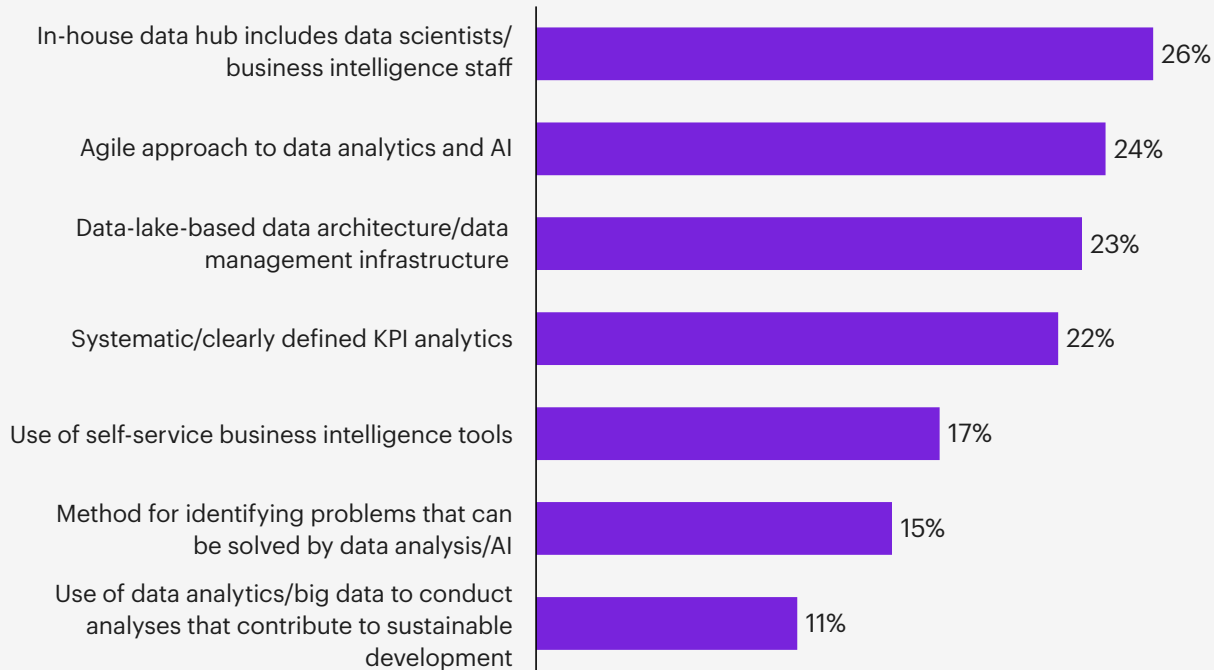 In-house data hub includes data scientists/
business intelligence staff
26%
Agile approach to data analytics and AI
24%
Data-lake-based data architecture/data
management infrastructure
23%
Systematic/clearly defined KPI analytics
22%
Use of self-service business intelligence tools
17%
Method for identifying problems that can
be solved by data analysis/AI
15%
Use of data analytics/big data to conduct
analyses that contribute to sustainable
development
11%